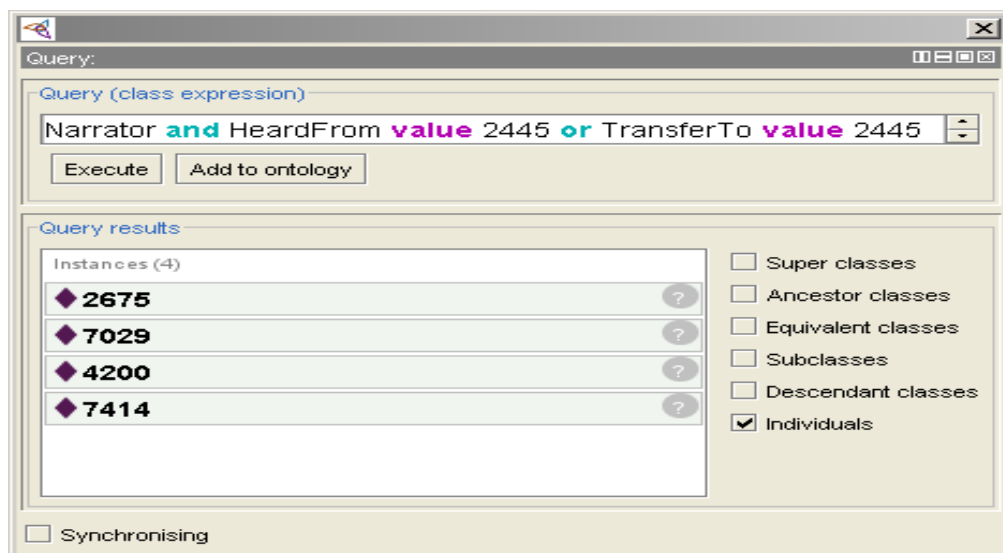 Query:
Query (class expression)
Narrator and HeardFrom value 2445 or TransferTo value 2445
Execute
Add to ontology
Query results
Instances (4)
2675
?
7029
?
4200
?
7414
?
Super classes
Ancestor classes
Equivalent classes
Subclasses
Descendant classes
Individuals
Synchronising